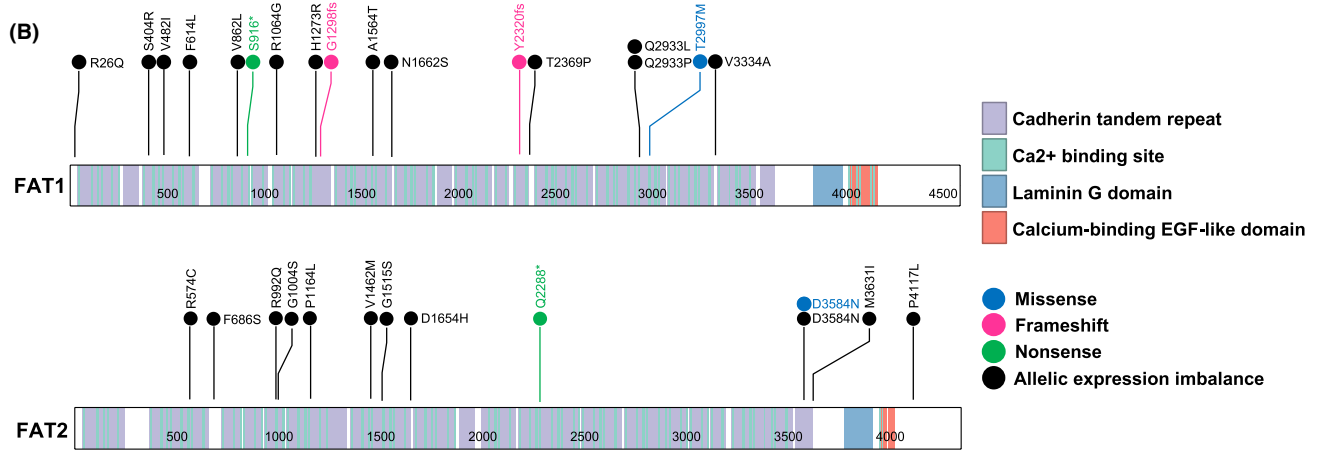 (B)
S404R
V482I
F614L
V862L
S916*
R1064G
H1273R
G1298fs
A1564T
Y2320fs
T2997M
R26Q
N1662S
T2369P
Q2933L
Q2933P
V3334A
FAT1
500 1000 1500 2000 2500 3000 3500 4000 4500
Cadherin tandem repeat
Ca2+ binding site
Laminin G domain
Calcium-binding EGF-like domain
R574C
R992Q
G1004S
P1164L
V1462M
G1515S
Q2288*
M3631I
P4117L
F686S
D1654H
D3584N
D3584N
Missense
Frameshift
Nonsense
Allelic expression imbalance
FAT2
500 1000 1500 2000 2500 3000 3500 4000